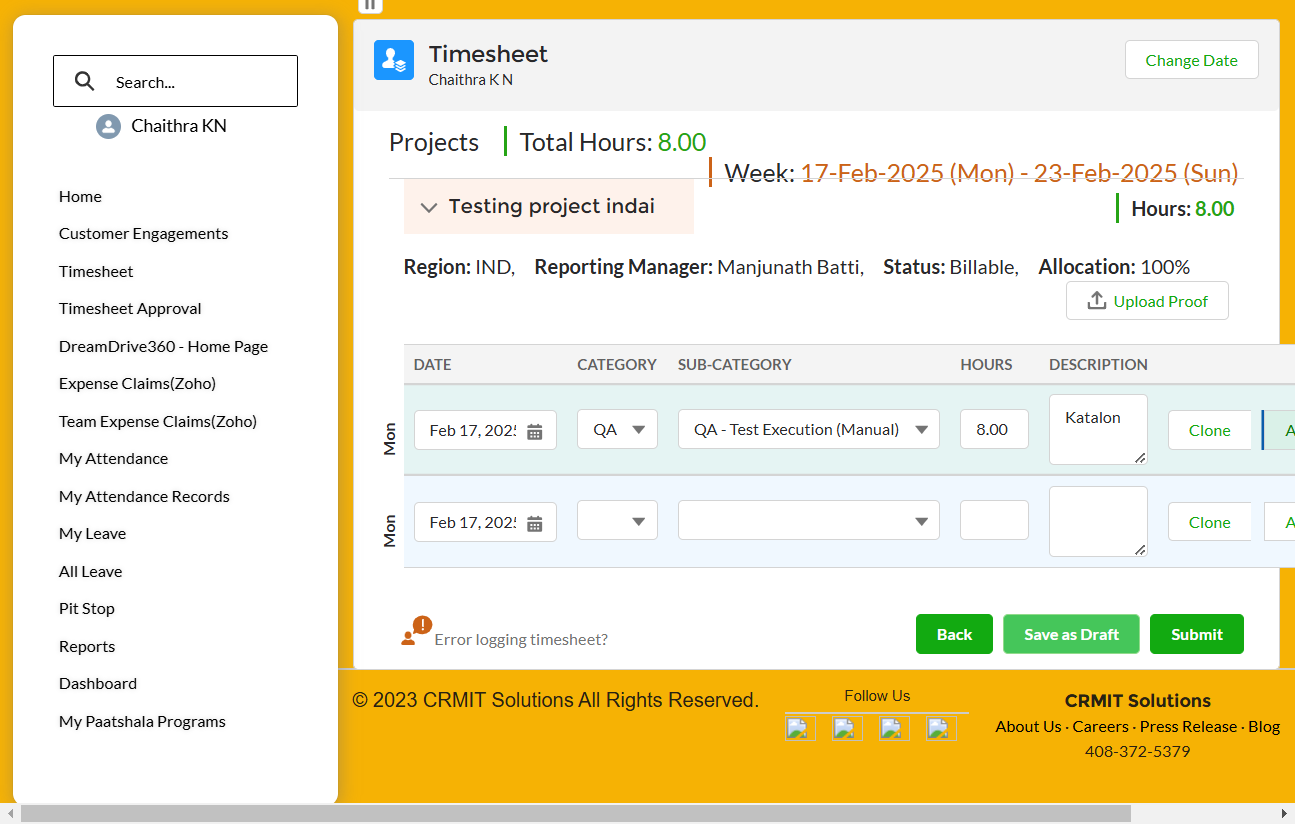 Search...
Chaithra KN
Home
Customer Engagements
Timesheet
Timesheet Approval
DreamDrive360 - Home Page
Expense Claims(Zoho)
Team Expense Claims(Zoho)
My Attendance
My Attendance Records
My Leave
All Leave
Pit Stop
Reports
Dashboard
My Paatshala Programs
Timesheet
Chaithra K N
Change Date
Projects Total Hours: 8.00
Week: 17-Feb-2025 (Mon) - 23-Feb-2025 (Sun)
Testing project indai
Hours: 8.00
Region: IND, Reporting Manager: Manjunath Batti, Status: Billable, Allocation: 100%
Upload Proof
DATE CATEGORY SUB-CATEGORY HOURS DESCRIPTION
Mon Feb 17, 2025 QA QA - Test Execution (Manual) 8.00 Katalon Clone A
Mon Feb 17, 2025 Clone A
Error logging timesheet?
Back Save as Draft Submit
© 2023 CRMIT Solutions All Rights Reserved.
Follow Us
CRMIT Solutions
About Us · Careers · Press Release · Blog
408-372-5379